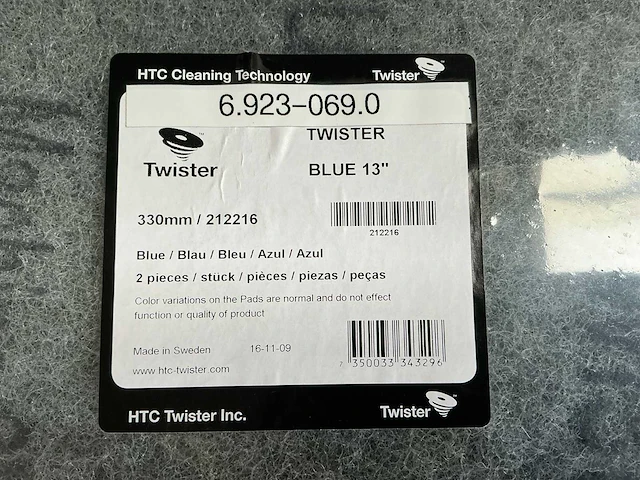 HTC Cleaning Technology Twister
6.923-069.0
TWISTER
Twister
BLUE 13"
330mm / 212216
212216
Blue / Blau / Bleu / Azul / Azul
2 pieces / stück / pièces / piezas / peças
Color variations on the Pads are normal and do not effect
function or quality of product
Made in Sweden 16-11-09
7 350033 343296
www.htc-twister.com
HTC Twister Inc. Twister